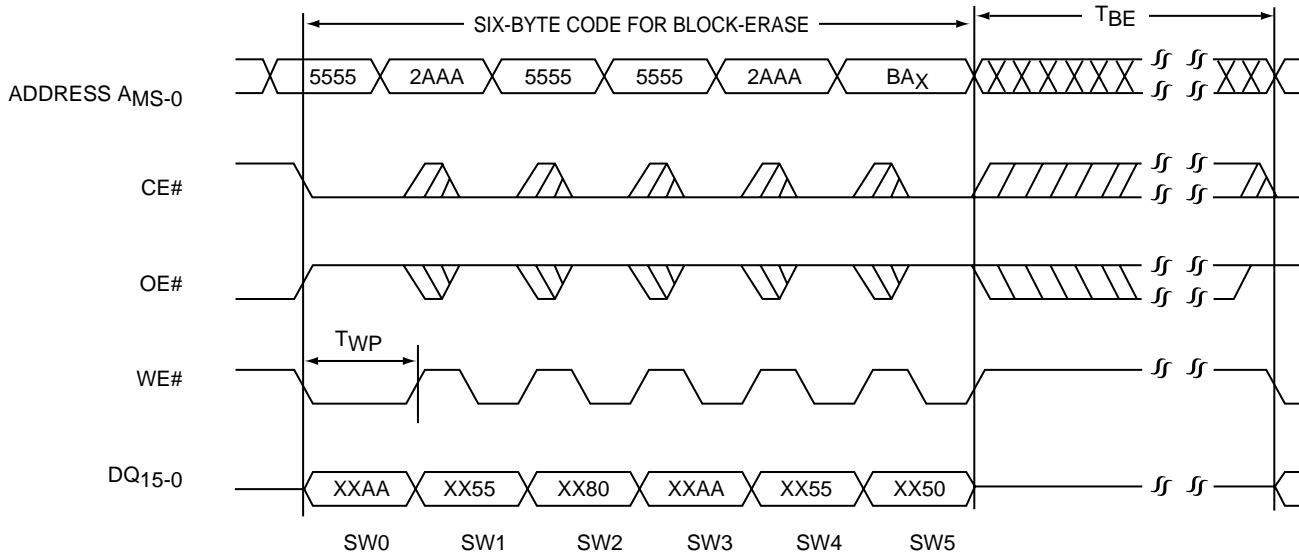 SIX-BYTE CODE FOR BLOCK-ERASE TBE
ADDRESS AMS-0 5555 2AAA 5555 5555 2AAA BAX
CE#
OE#
TWP
WE#
DQ15-0 XXAA XX55 XX80 XXAA XX55 XX50
SW0 SW1 SW2 SW3 SW4 SW5